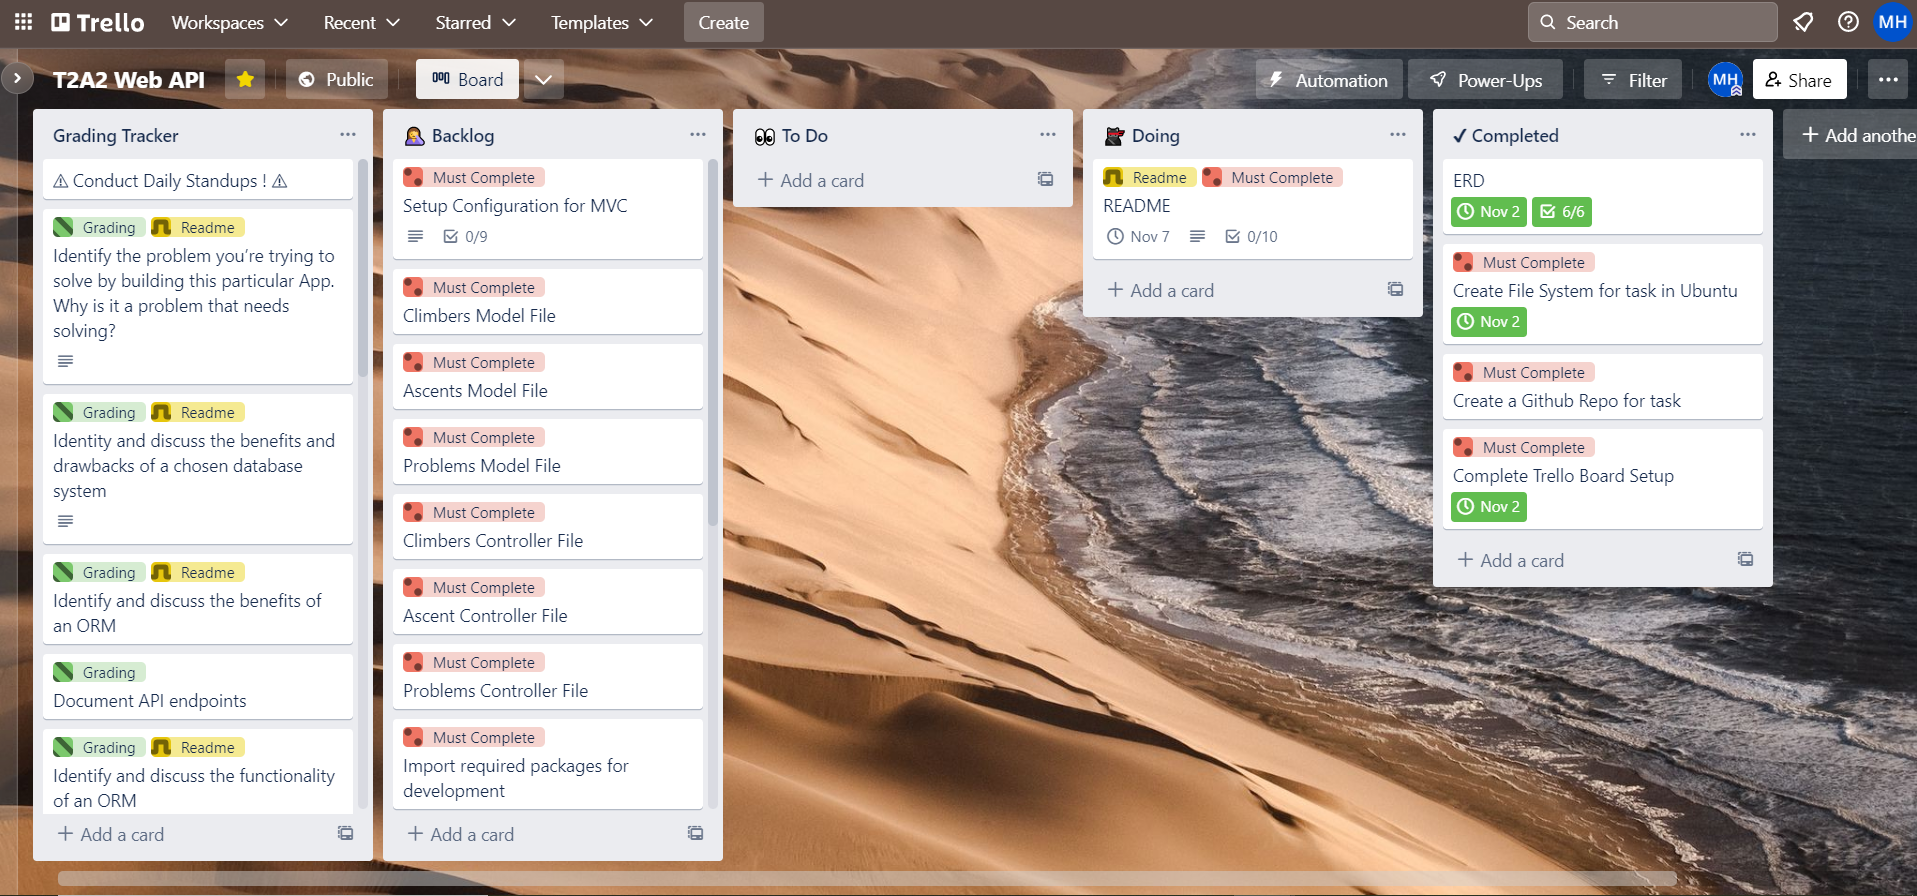 Trello Workspaces Recent Starred Templates Create Search MH
T2A2 Web API Public Board Automation Power-Ups Filter MH Share
Grading Tracker
⚠ Conduct Daily Standups ! ⚠
Grading Readme
Identify the problem you’re trying to
solve by building this particular App.
Why is it a problem that needs
solving?
Grading Readme
Identity and discuss the benefits and
drawbacks of a chosen database
system
Grading Readme
Identify and discuss the benefits of
an ORM
Grading
Document API endpoints
Grading Readme
Identify and discuss the functionality
of an ORM
+ Add a card
Backlog
Must Complete
Setup Configuration for MVC
0/9
Must Complete
Climbers Model File
Must Complete
Ascents Model File
Must Complete
Problems Model File
Must Complete
Climbers Controller File
Must Complete
Ascent Controller File
Must Complete
Problems Controller File
Must Complete
Import required packages for
development
+ Add a card
👀 To Do
+ Add a card
Doing
Readme Must Complete
README
Nov 7 0/10
+ Add a card
✓ Completed
ERD
Nov 2 6/6
Must Complete
Create File System for task in Ubuntu
Nov 2
Must Complete
Create a Github Repo for task
Must Complete
Complete Trello Board Setup
Nov 2
+ Add a card
+ Add anothe